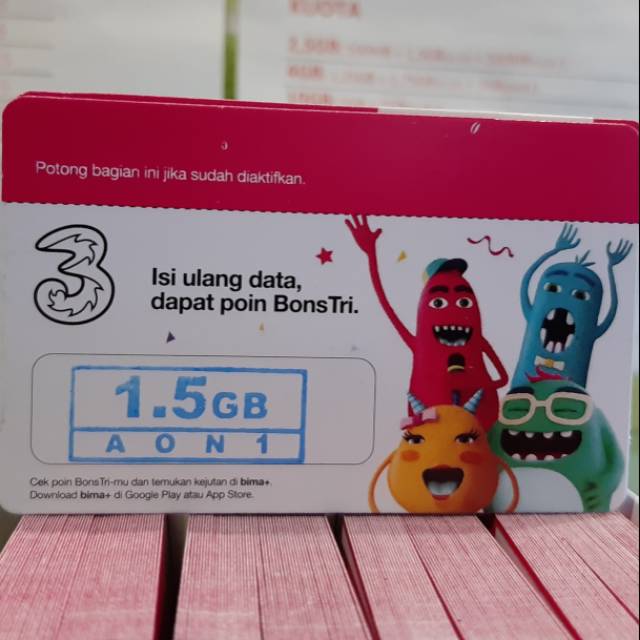 KUOTA
Potong bagian ini jika sudah diaktifkan.
3
Isi ulang data,
dapat poin BonsTri.
1.5GB
AON1
Cek poin BonsTri-mu dan temukan kejutan di bima+.
Download bima+ di Google Play atau App Store.